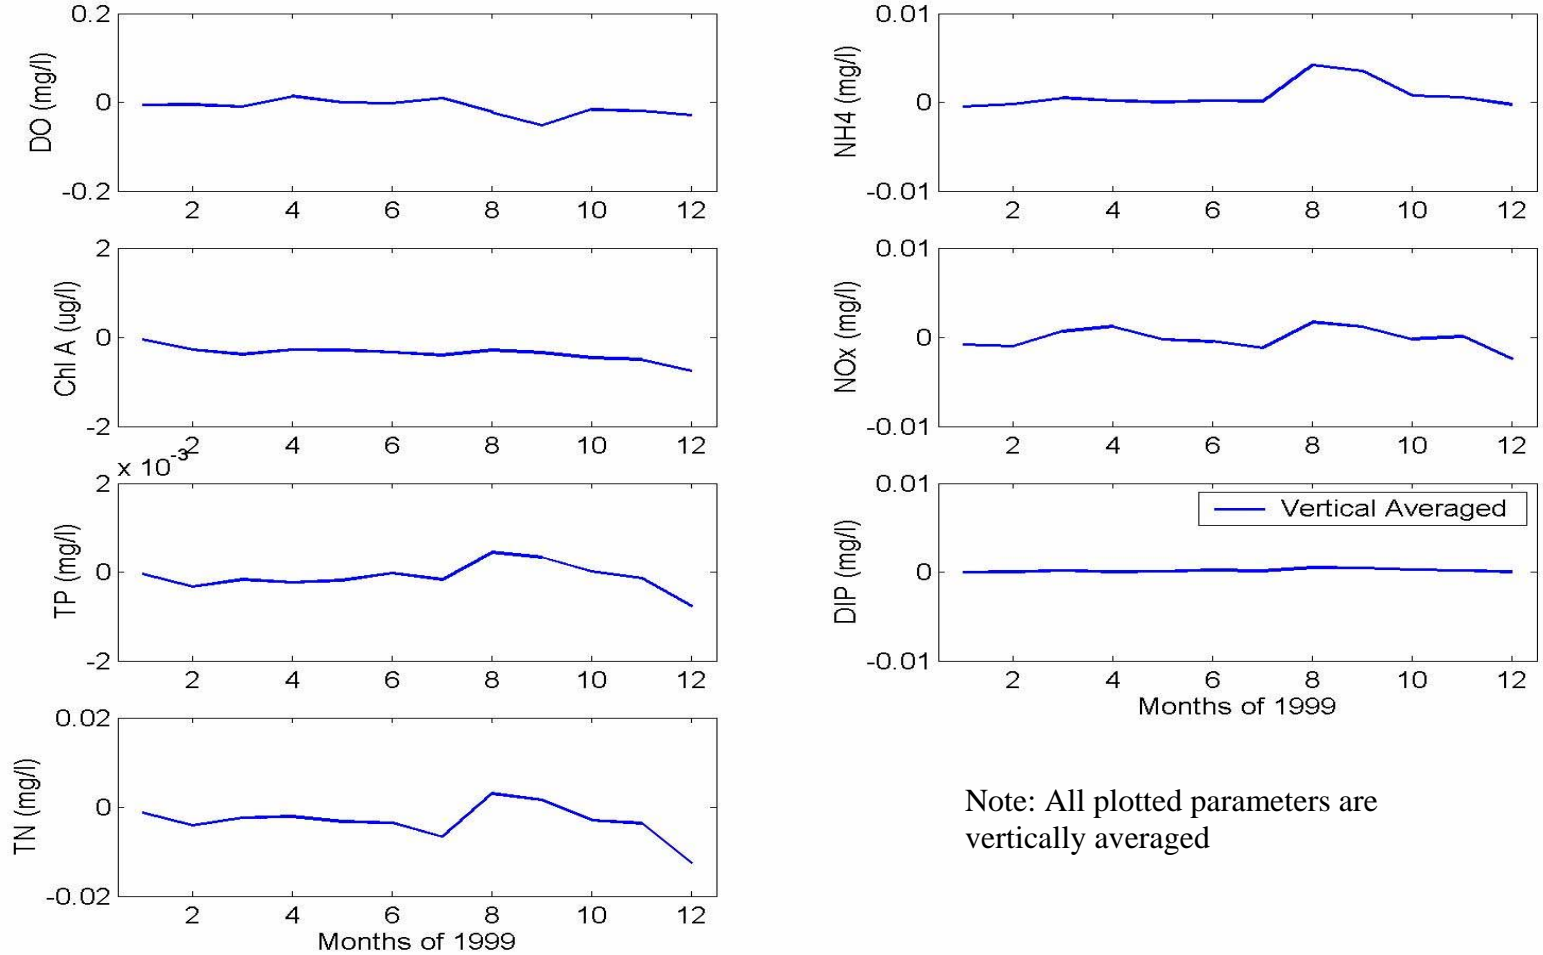 0.2
0
-0.2
DO (mg/l)
2 4 6 8 10 12
2
0
-2
Chl A (ug/l)
2 4 6 8 10 12
x 10-3
2
0
-2
TP (mg/l)
2 4 6 8 10 12
0.02
0
-0.02
TN (mg/l)
2 4 6 8 10 12
Months of 1999
0.01
0
-0.01
NH4 (mg/l)
2 4 6 8 10 12
0.01
0
-0.01
NOx (mg/l)
2 4 6 8 10 12
0.01
0
-0.01
DIP (mg/l)
Vertical Averaged
2 4 6 8 10 12
Months of 1999
Note: All plotted parameters are
vertically averaged